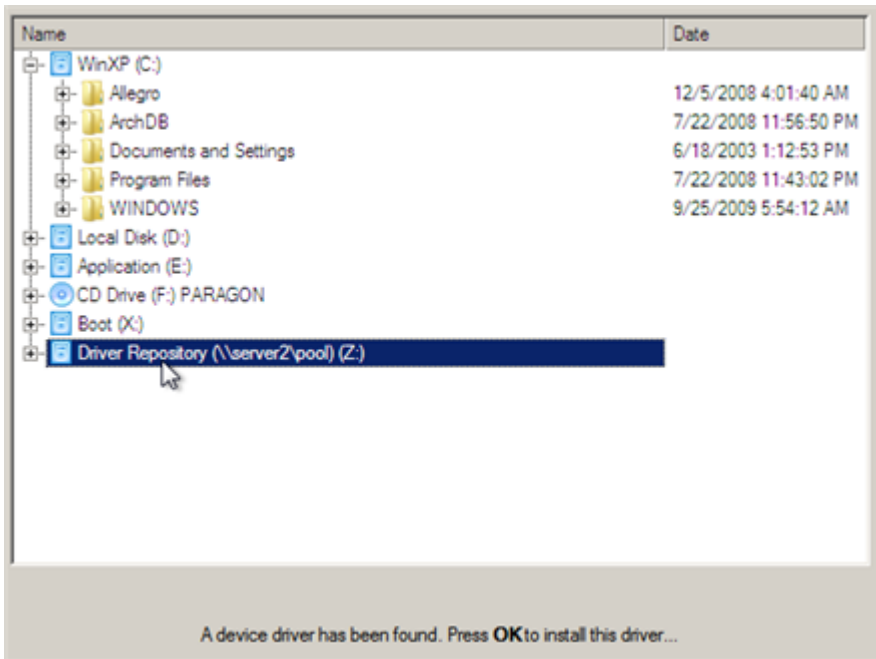 Name Date
WinXP (C:)
Allegro 12/5/2008 4:01:40 AM
ArchDB 7/22/2008 11:56:50 PM
Documents and Settings 6/18/2003 1:12:53 PM
Program Files 7/22/2008 11:43:02 PM
WINDOWS 9/25/2009 5:54:12 AM
Local Disk (D:)
Application (E:)
CD Drive (F:) PARAGON
Boot (X:)
Driver Repository (\\server2\pool) (Z:)
A device driver has been found. Press OK to install this driver...